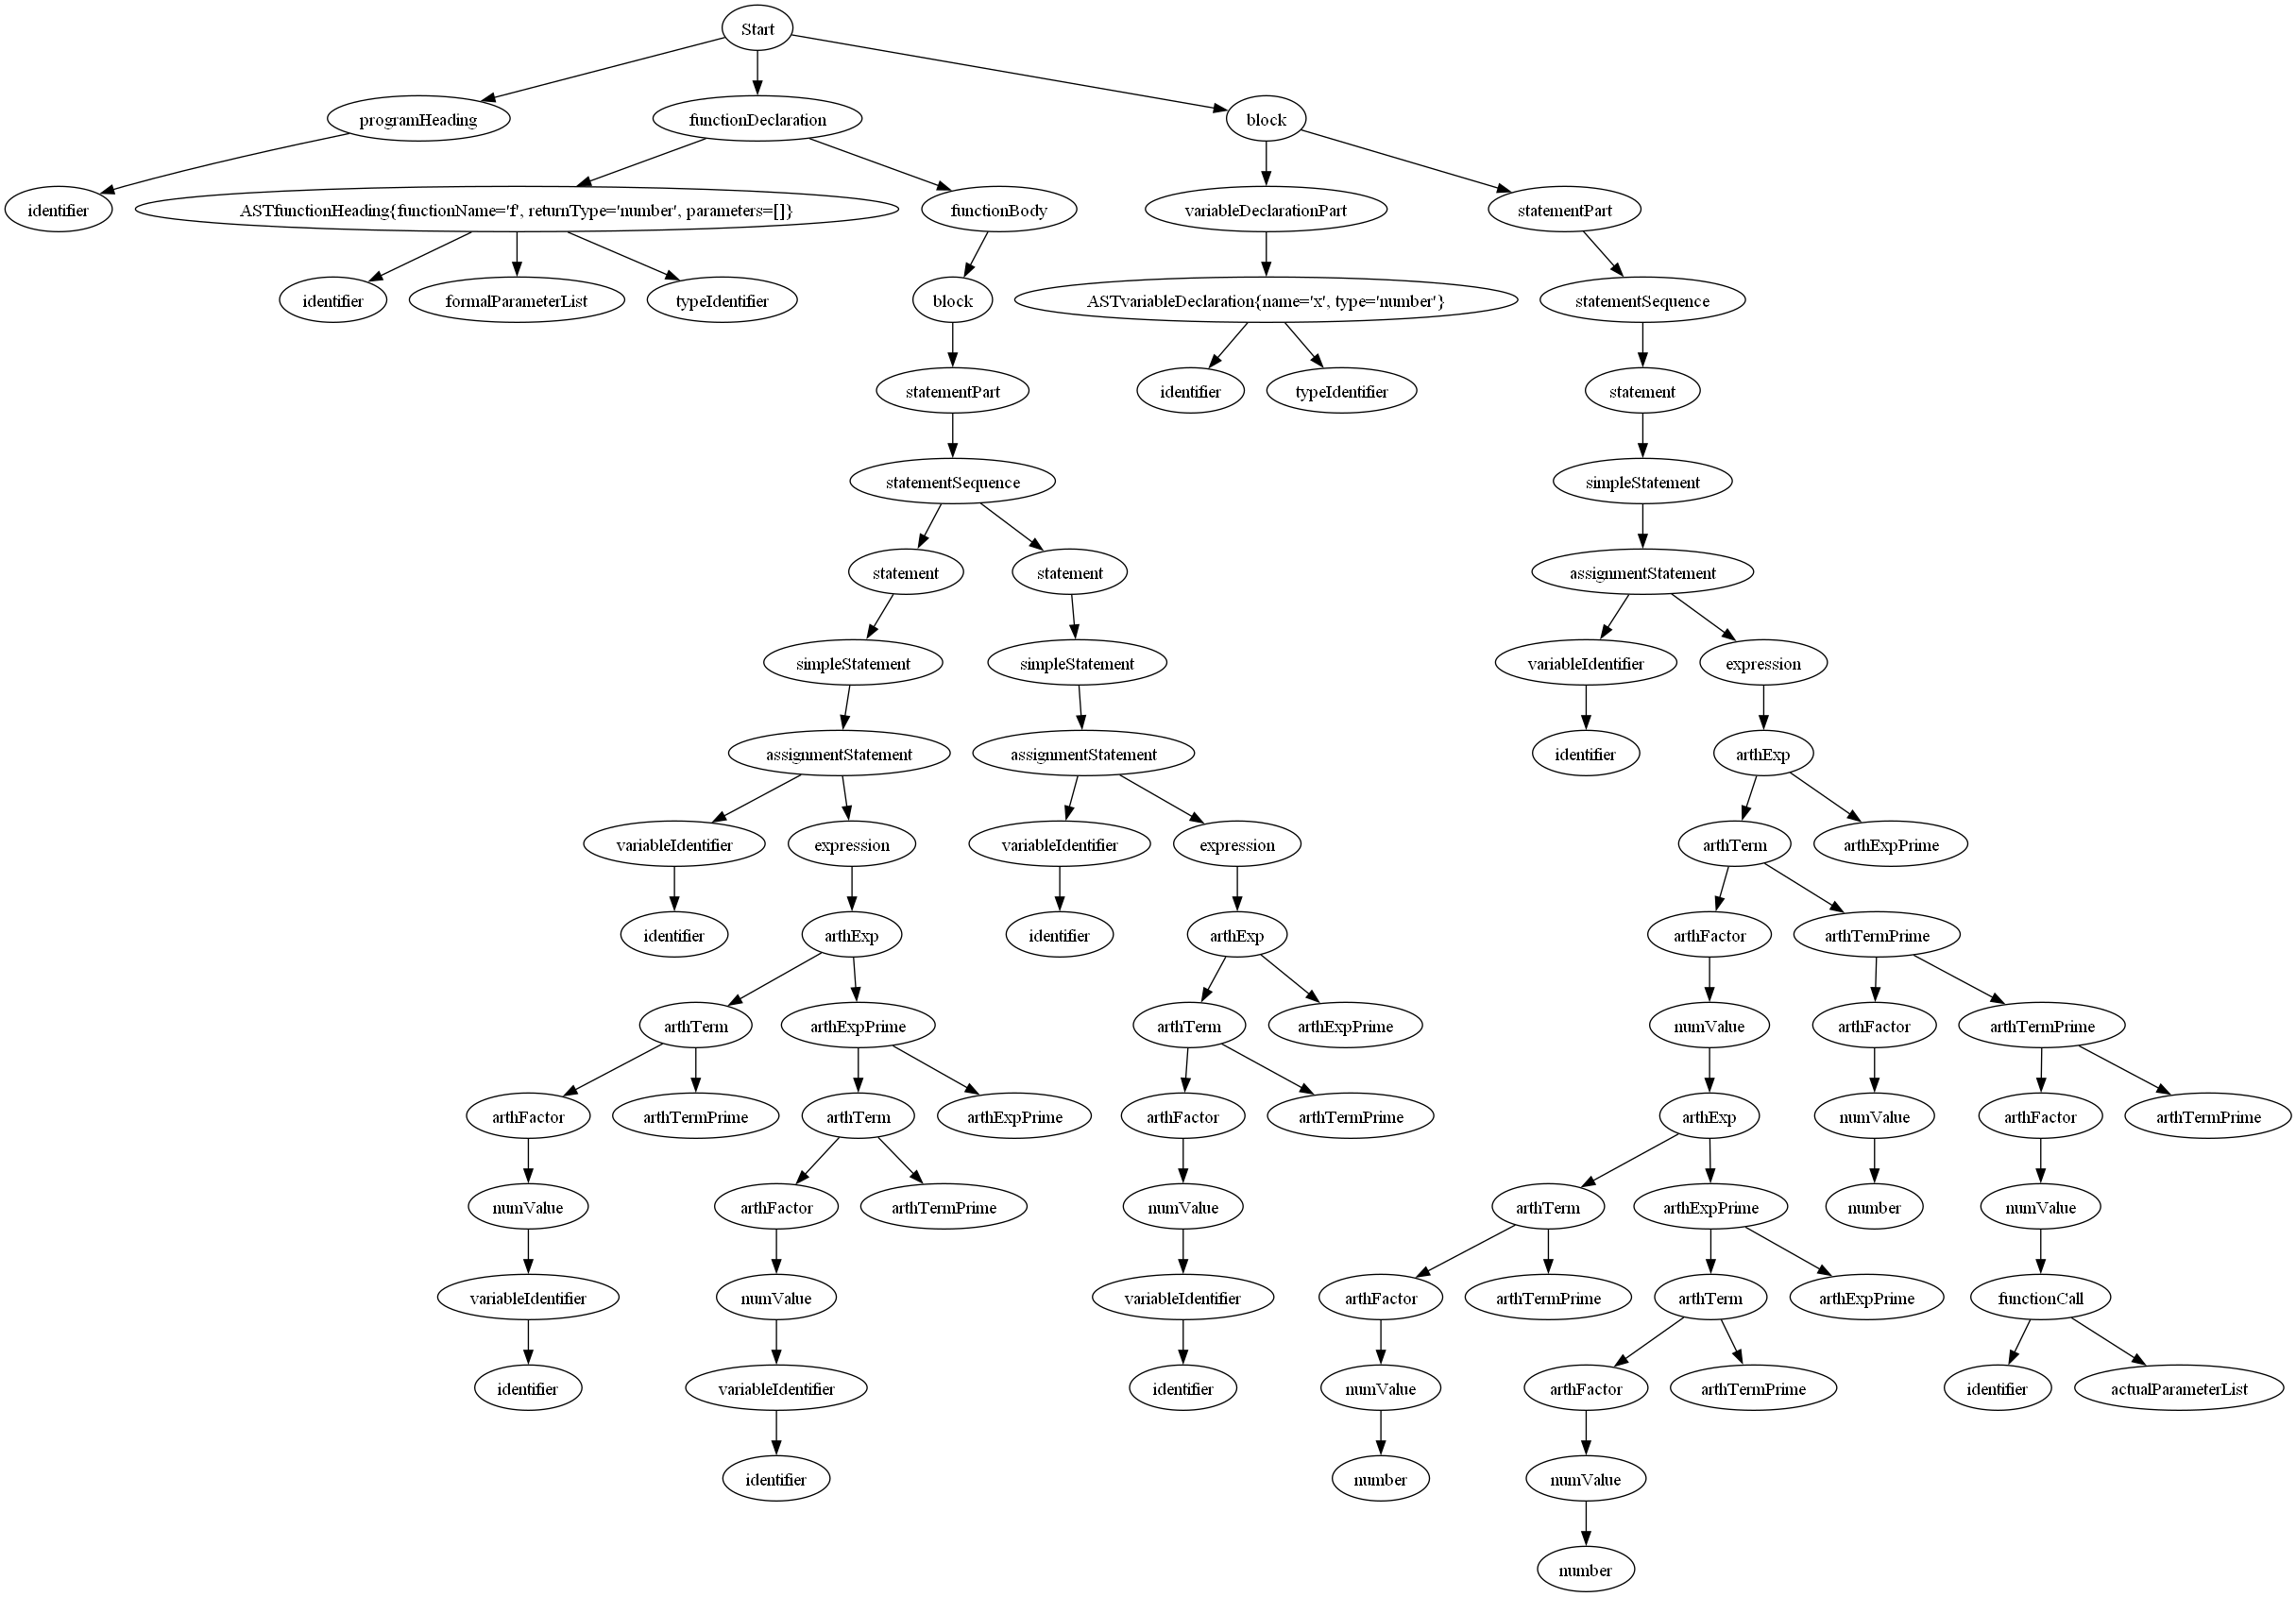 Start
programHeading
functionDeclaration
block
identifier
ASTfunctionHeading{functionName='f', returnType='number', parameters=[]}
functionBody
variableDeclarationPart
statementPart
identifier
formalParameterList
typeIdentifier
block
ASTvariableDeclaration{name='x', type='number'}
statementSequence
statementPart
identifier
typeIdentifier
statement
statementSequence
simpleStatement
statement
statement
assignmentStatement
simpleStatement
simpleStatement
variableIdentifier
expression
assignmentStatement
assignmentStatement
identifier
arthExp
variableIdentifier
expression
variableIdentifier
expression
arthTerm
arthExpPrime
identifier
arthExp
identifier
arthExp
arthFactor
arthTermPrime
arthTerm
arthExpPrime
arthTerm
arthExpPrime
numValue
arthFactor
arthTermPrime
arthFactor
arthTermPrime
arthTerm
arthExpPrime
arthFactor
arthTermPrime
arthExp
numValue
arthFactor
arthTermPrime
numValue
arthFactor
arthTermPrime
numValue
arthTerm
arthExpPrime
number
numValue
variableIdentifier
numValue
variableIdentifier
arthFactor
arthTermPrime
arthTerm
arthExpPrime
functionCall
identifier
variableIdentifier
identifier
numValue
arthFactor
arthTermPrime
identifier
actualParameterList
identifier
number
numValue
number